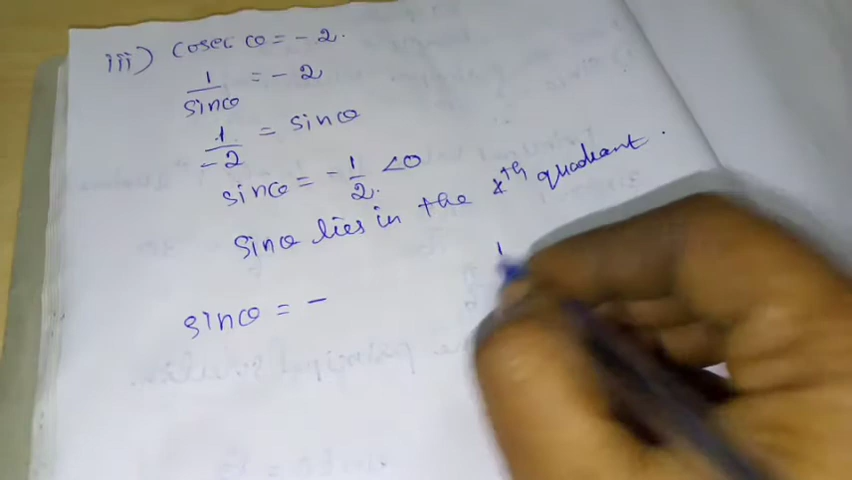 iii) cosec θ = - 2.
1/sinθ = - 2
1/-2 = sinθ
sinθ = - 1/2. <0
sinθ lies in the th quadrant.
sinθ = -